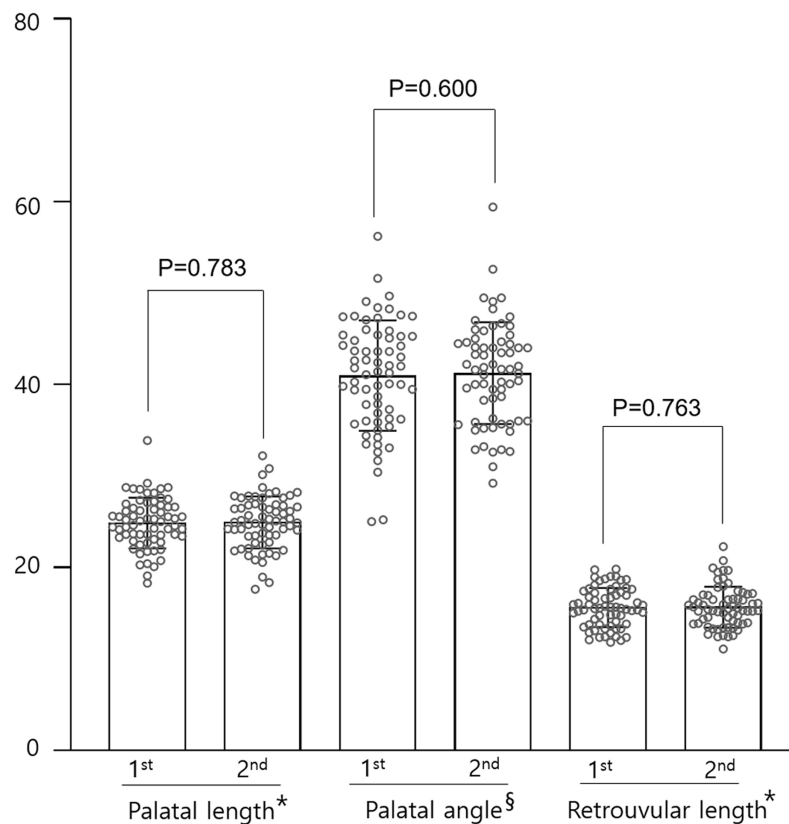 80
P=0.600
60
P=0.783
40
P=0.763
20
0
1st 2nd 1st 2nd 1st 2nd
Palatal length* Palatal angle§ Retrouvular length*